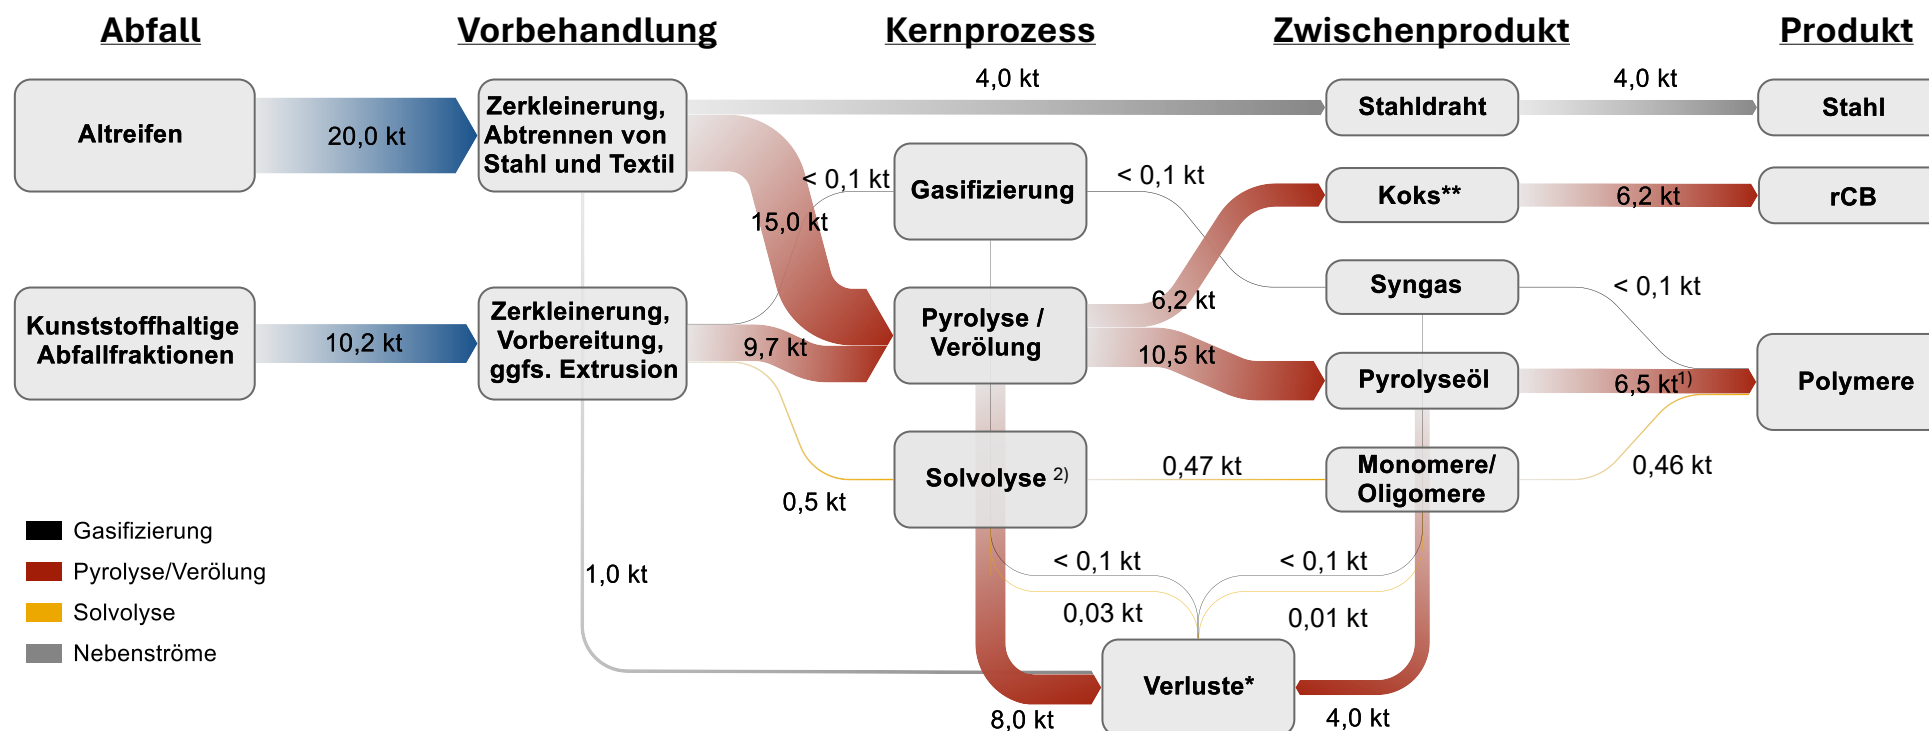 Abfall
Vorbehandlung
Kernprozess
Zwischenprodukt
Produkt
Altreifen
20,0 kt
Zerkleinerung,
Abtrennen von
Stahl und Textil
4,0 kt
Stahldraht
4,0 kt
Stahl
< 0,1 kt
Gasifizierung
< 0,1 kt
Koks**
6,2 kt
rCB
15,0 kt
Kunststoffhaltige
Abfallfraktionen
10,2 kt
Zerkleinerung,
Vorbereitung,
ggfs. Extrusion
9,7 kt
Pyrolyse /
Verölung
6,2 kt
10,5 kt
Syngas
< 0,1 kt
Pyrolyseöl
6,5 kt1)
Polymere
0,5 kt
Solvolyse 2)
0,47 kt
Monomere/
Oligomere
0,46 kt
Gasifizierung
Pyrolyse/Verölung
Solvolyse
Nebenströme
1,0 kt
< 0,1 kt
< 0,1 kt
0,03 kt
0,01 kt
Verluste*
8,0 kt
4,0 kt